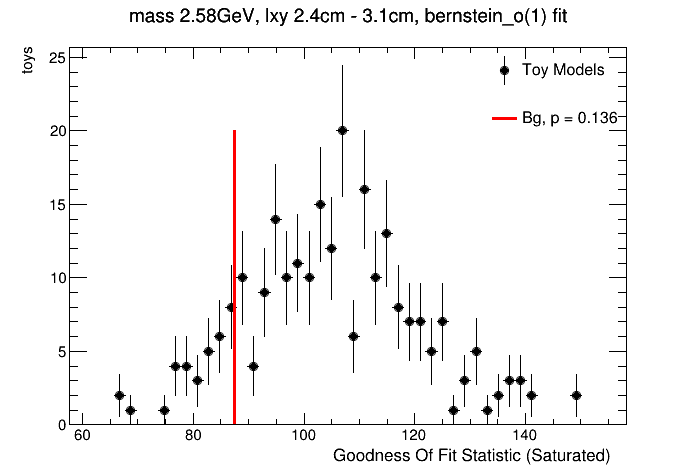 mass 2.58GeV, lxy 2.4cm - 3.1cm, bernstein_o(1) fit
toys
25
20
15
10
5
0
Toy Models
Bg, p = 0.136
60
80
100
120
140
Goodness Of Fit Statistic (Saturated)